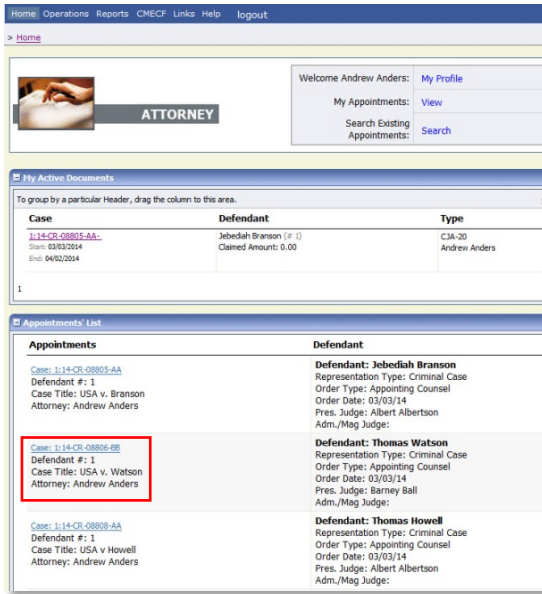 Home Operations Reports CMECF Links Help logout
> Home
ATTORNEY
Welcome Andrew Anders: My Profile
My Appointments: View
Search Existing Appointments: Search
My Active Documents
To group by a particular Header, drag the column to this area.
Case Defendant Type
1:14-CR-08805-AA- Jebediah Branson (# 1) CJA-20
Start: 03/03/2014 Claimed Amount: 0.00 Andrew Anders
End: 04/02/2014
1
Appointments' List
Appointments Defendant
Case: 1:14-CR-08805-AA
Defendant #: 1
Case Title: USA v. Branson
Attorney: Andrew Anders
Defendant: Jebediah Branson
Representation Type: Criminal Case
Order Type: Appointing Counsel
Order Date: 03/03/14
Pres. Judge: Albert Albertson
Adm./Mag Judge:
Case: 1:14-CR-08806-BB
Defendant #: 1
Case Title: USA v. Watson
Attorney: Andrew Anders
Defendant: Thomas Watson
Representation Type: Criminal Case
Order Type: Appointing Counsel
Order Date: 03/03/14
Pres. Judge: Barney Ball
Adm./Mag Judge:
Case: 1:14-CR-08808-AA
Defendant #: 1
Case Title: USA v Howell
Attorney: Andrew Anders
Defendant: Thomas Howell
Representation Type: Criminal Case
Order Type: Appointing Counsel
Order Date: 03/03/14
Pres. Judge: Albert Albertson
Adm./Mag Judge: